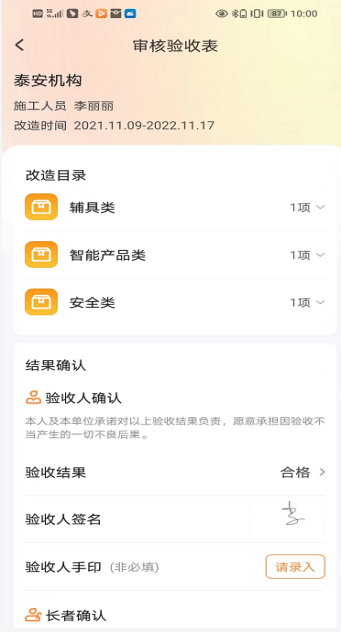 10:00
审核验收表
泰安机构
施工人员 李丽丽
改造时间 2021.11.09-2022.11.17
改造目录
辅具类 1项
智能产品类 1项
安全类 1项
结果确认
验收人确认
本人及本单位承诺对以上验收结果负责，愿意承担因验收不
当产生的一切不良后果。
验收结果 合格
验收人签名
验收人手印 (非必填) 请录入
长者确认